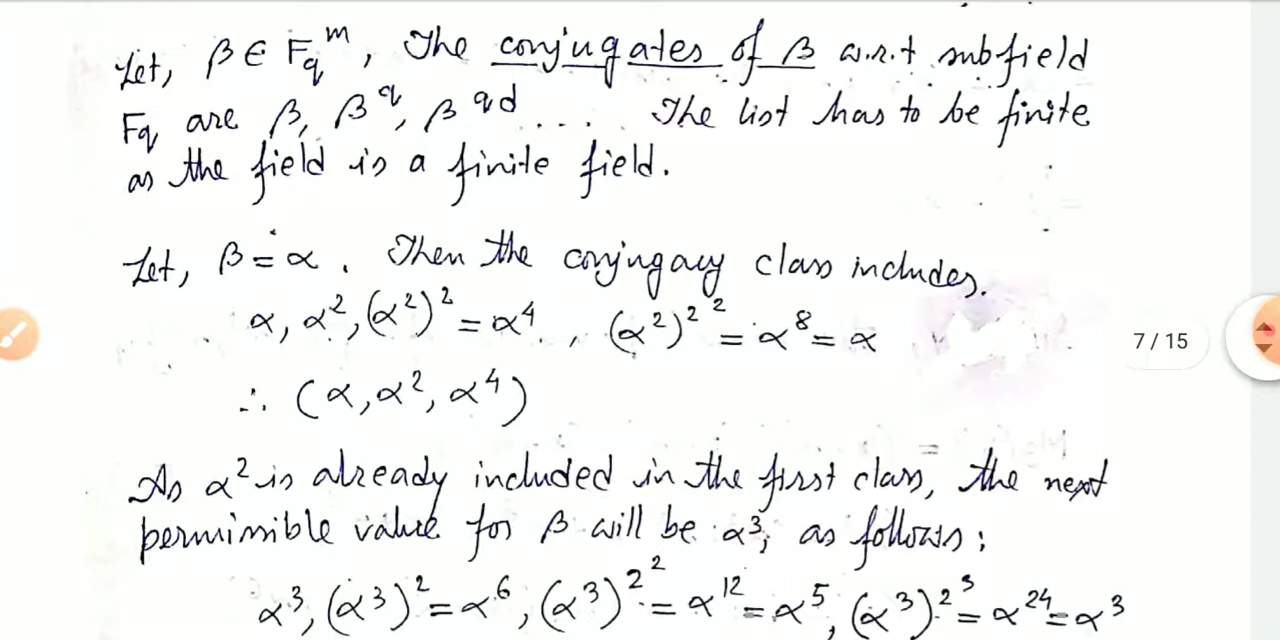 Let, β ∈ F_q^m, The conjugates of β w.r.t subfield
Fq are β, β^q, β^qd .... The list has to be finite
as the field is a finite field.
Let, β = α. Then the conjugacy class includes.
α, α^2, (α^2)^2 = α^4, (α^2)^2^2 = α^8 = α
7 / 15
∴ (α, α^2, α^4)
As α^2 is already included in the first class, the next
permissible value for β will be α^3, as follows:
α^3, (α^3)^2 = α^6, (α^3)^2^2 = α^12 = α^5, (α^3)^2^3 = α^24 = α^3